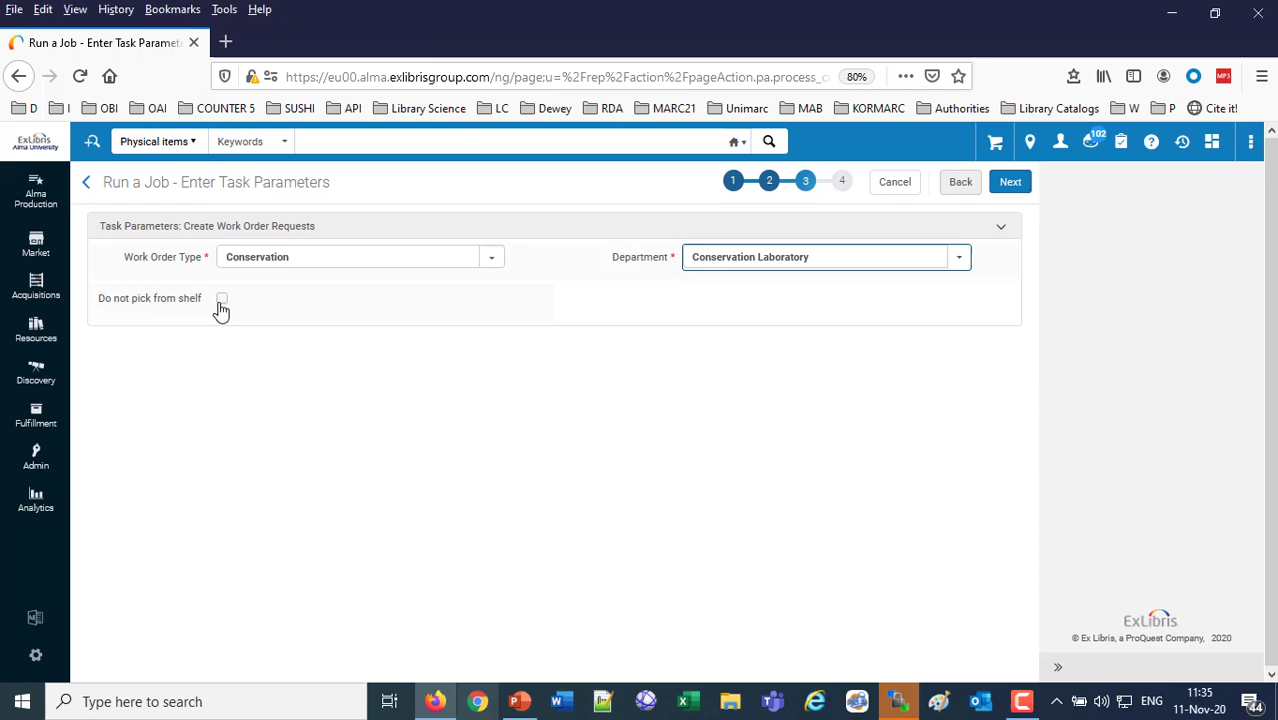 File Edit View History Bookmarks Tools Help
Run a Job - Enter Task Paramete
https://eu00.alma.exlibrisgroup.com/ng/page;u=%2Frep%2Faction%2FpageAction.pa.process_c 80%
D I OBI OAI COUNTER 5 SUSHI API Library Science LC Dewey RDA MARC21 Unimarc MAB KORMARC Authorities Library Catalogs W P Cite it!
ExLibris
Alma University
Physical items Keywords 102
Run a Job - Enter Task Parameters 1 2 3 4 Cancel Back Next
Alma
Production
Market
Acquisitions
Resources
Discovery
Fulfillment
Admin
Analytics
Task Parameters: Create Work Order Requests
Work Order Type * Conservation Department * Conservation Laboratory
Do not pick from shelf
ExLibris
© Ex Libris, a ProQuest Company, 2020
Type here to search ENG 11:35
11-Nov-20 44